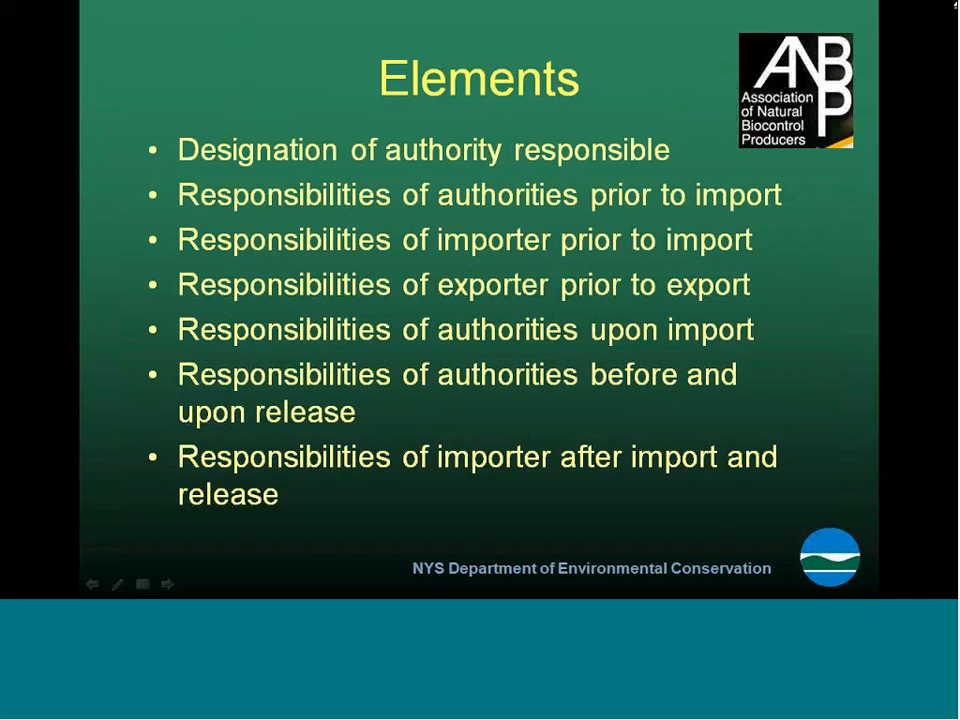 Elements
ANBP
Association
of Natural
Biocontrol
Producers
• Designation of authority responsible
• Responsibilities of authorities prior to import
• Responsibilities of importer prior to import
• Responsibilities of exporter prior to export
• Responsibilities of authorities upon import
• Responsibilities of authorities before and
upon release
• Responsibilities of importer after import and
release
NYS Department of Environmental Conservation